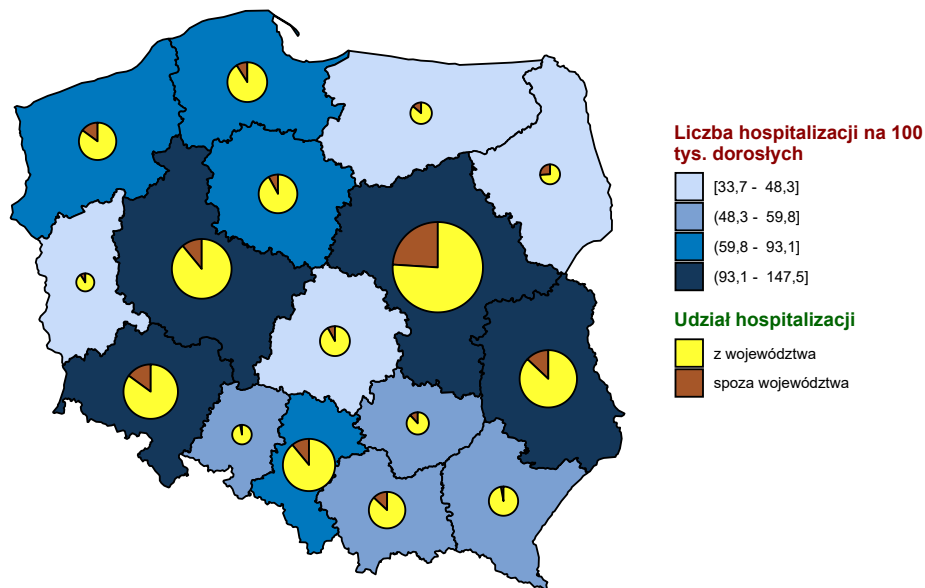 Liczba hospitalizacji na 100
tys. dorosłych
[33,7 - 48,3]
(48,3 - 59,8]
(59,8 - 93,1]
(93,1 - 147,5]
Udział hospitalizacji
z województwa
spoza województwa